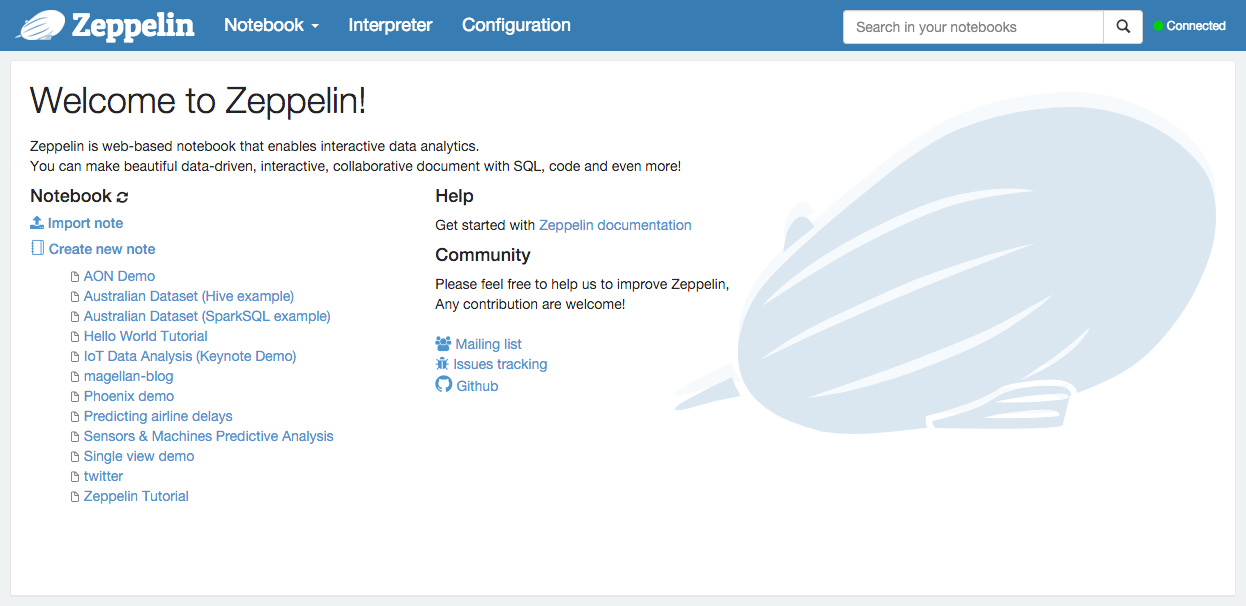 Zeppelin Notebook Interpreter Configuration Search in your notebooks Connected
Welcome to Zeppelin!
Zeppelin is web-based notebook that enables interactive data analytics.
You can make beautiful data-driven, interactive, collaborative document with SQL, code and even more!
Notebook
Import note
Create new note
AON Demo
Australian Dataset (Hive example)
Australian Dataset (SparkSQL example)
Hello World Tutorial
IoT Data Analysis (Keynote Demo)
magellan-blog
Phoenix demo
Predicting airline delays
Sensors & Machines Predictive Analysis
Single view demo
twitter
Zeppelin Tutorial
Help
Get started with Zeppelin documentation
Community
Please feel free to help us to improve Zeppelin,
Any contribution are welcome!
Mailing list
Issues tracking
Github